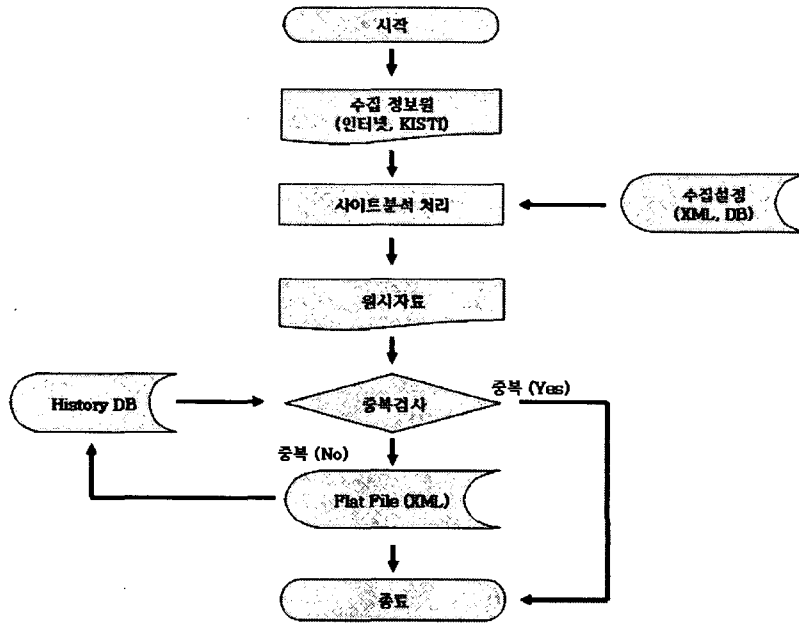 시작
수집 정보원
(인터넷, KISTI)
사이트분석 처리
수집설정
(XML, DB)
원시자료
History DB
중복검사
중복 (Yes)
중복 (No)
Flat File (XML)
종료